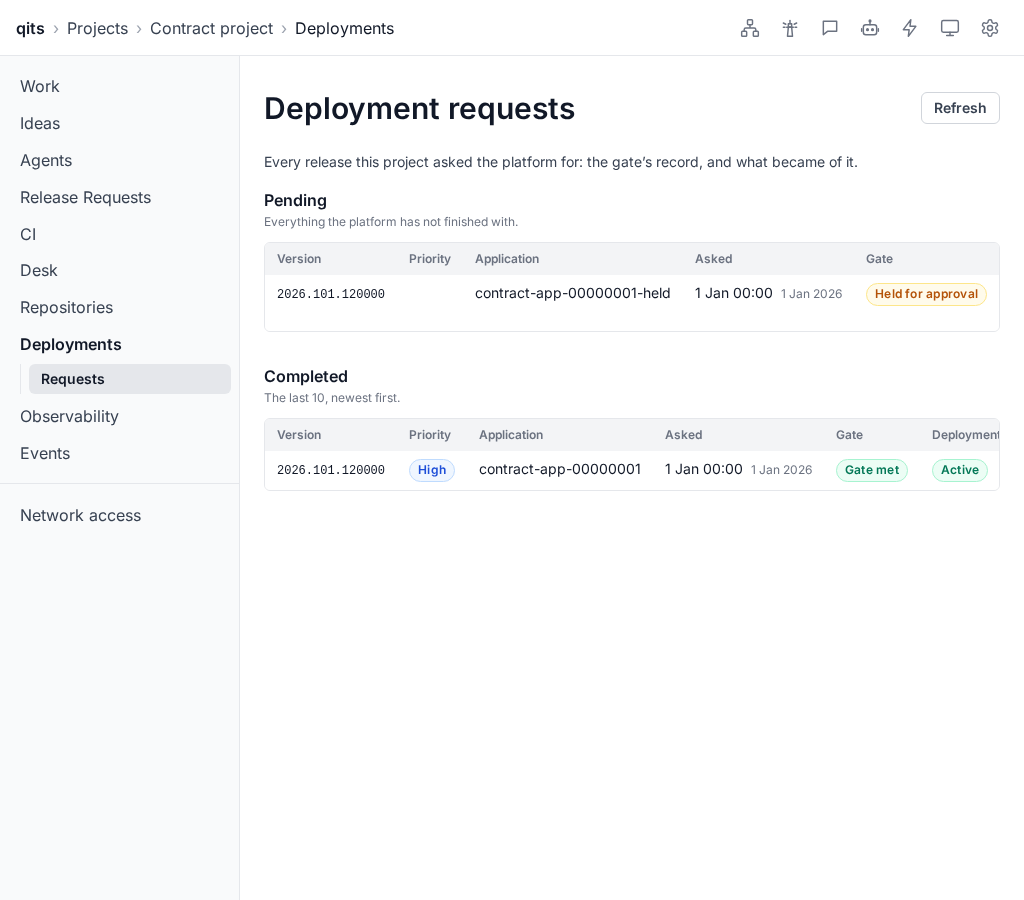 qits › Projects › Contract project › Deployments
Work
Ideas
Agents
Release Requests
CI
Desk
Repositories
Deployments
Requests
Observability
Events
Network access
Deployment requests
Refresh
Every release this project asked the platform for: the gate’s record, and what became of it.
Pending
Everything the platform has not finished with.
Version Priority Application Asked Gate
2026.101.120000 contract-app-00000001-held 1 Jan 00:00 1 Jan 2026 Held for approval
Completed
The last 10, newest first.
Version Priority Application Asked Gate Deployment
2026.101.120000 High contract-app-00000001 1 Jan 00:00 1 Jan 2026 Gate met Active